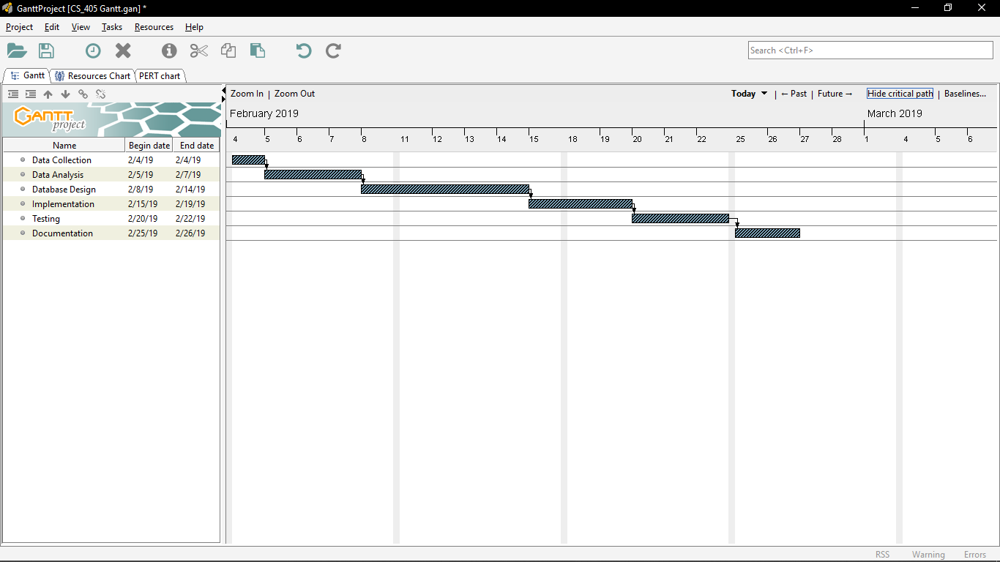 GanttProject [CS_405 Gantt.gan] *
Project Edit View Tasks Resources Help
Search <Ctrl+F>
Gantt Resources Chart PERT chart
Zoom In | Zoom Out Today | ← Past | Future → Hide critical path | Baselines...
GANTT
project
February 2019 March 2019
4 5 6 7 8 11 12 13 14 15 18 19 20 21 22 25 26 27 28 1 4 5 6
Name Begin date End date
Data Collection 2/4/19 2/4/19
Data Analysis 2/5/19 2/7/19
Database Design 2/8/19 2/14/19
Implementation 2/15/19 2/19/19
Testing 2/20/19 2/22/19
Documentation 2/25/19 2/26/19
RSS Warning Errors